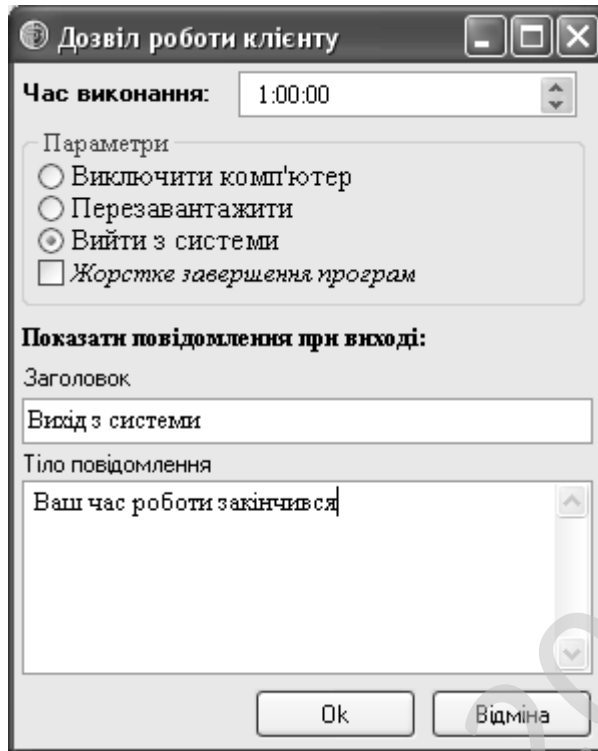 Дозвіл роботи клієнту
Час виконання: 1:00:00
Параметри
Виключити комп'ютер
Перезавантажити
Вийти з системи
Жорстке завершення програм
Показати повідомлення при виході:
Заголовок
Вихід з системи
Тіло повідомлення
Ваш час роботи закінчився
Ok Відміна